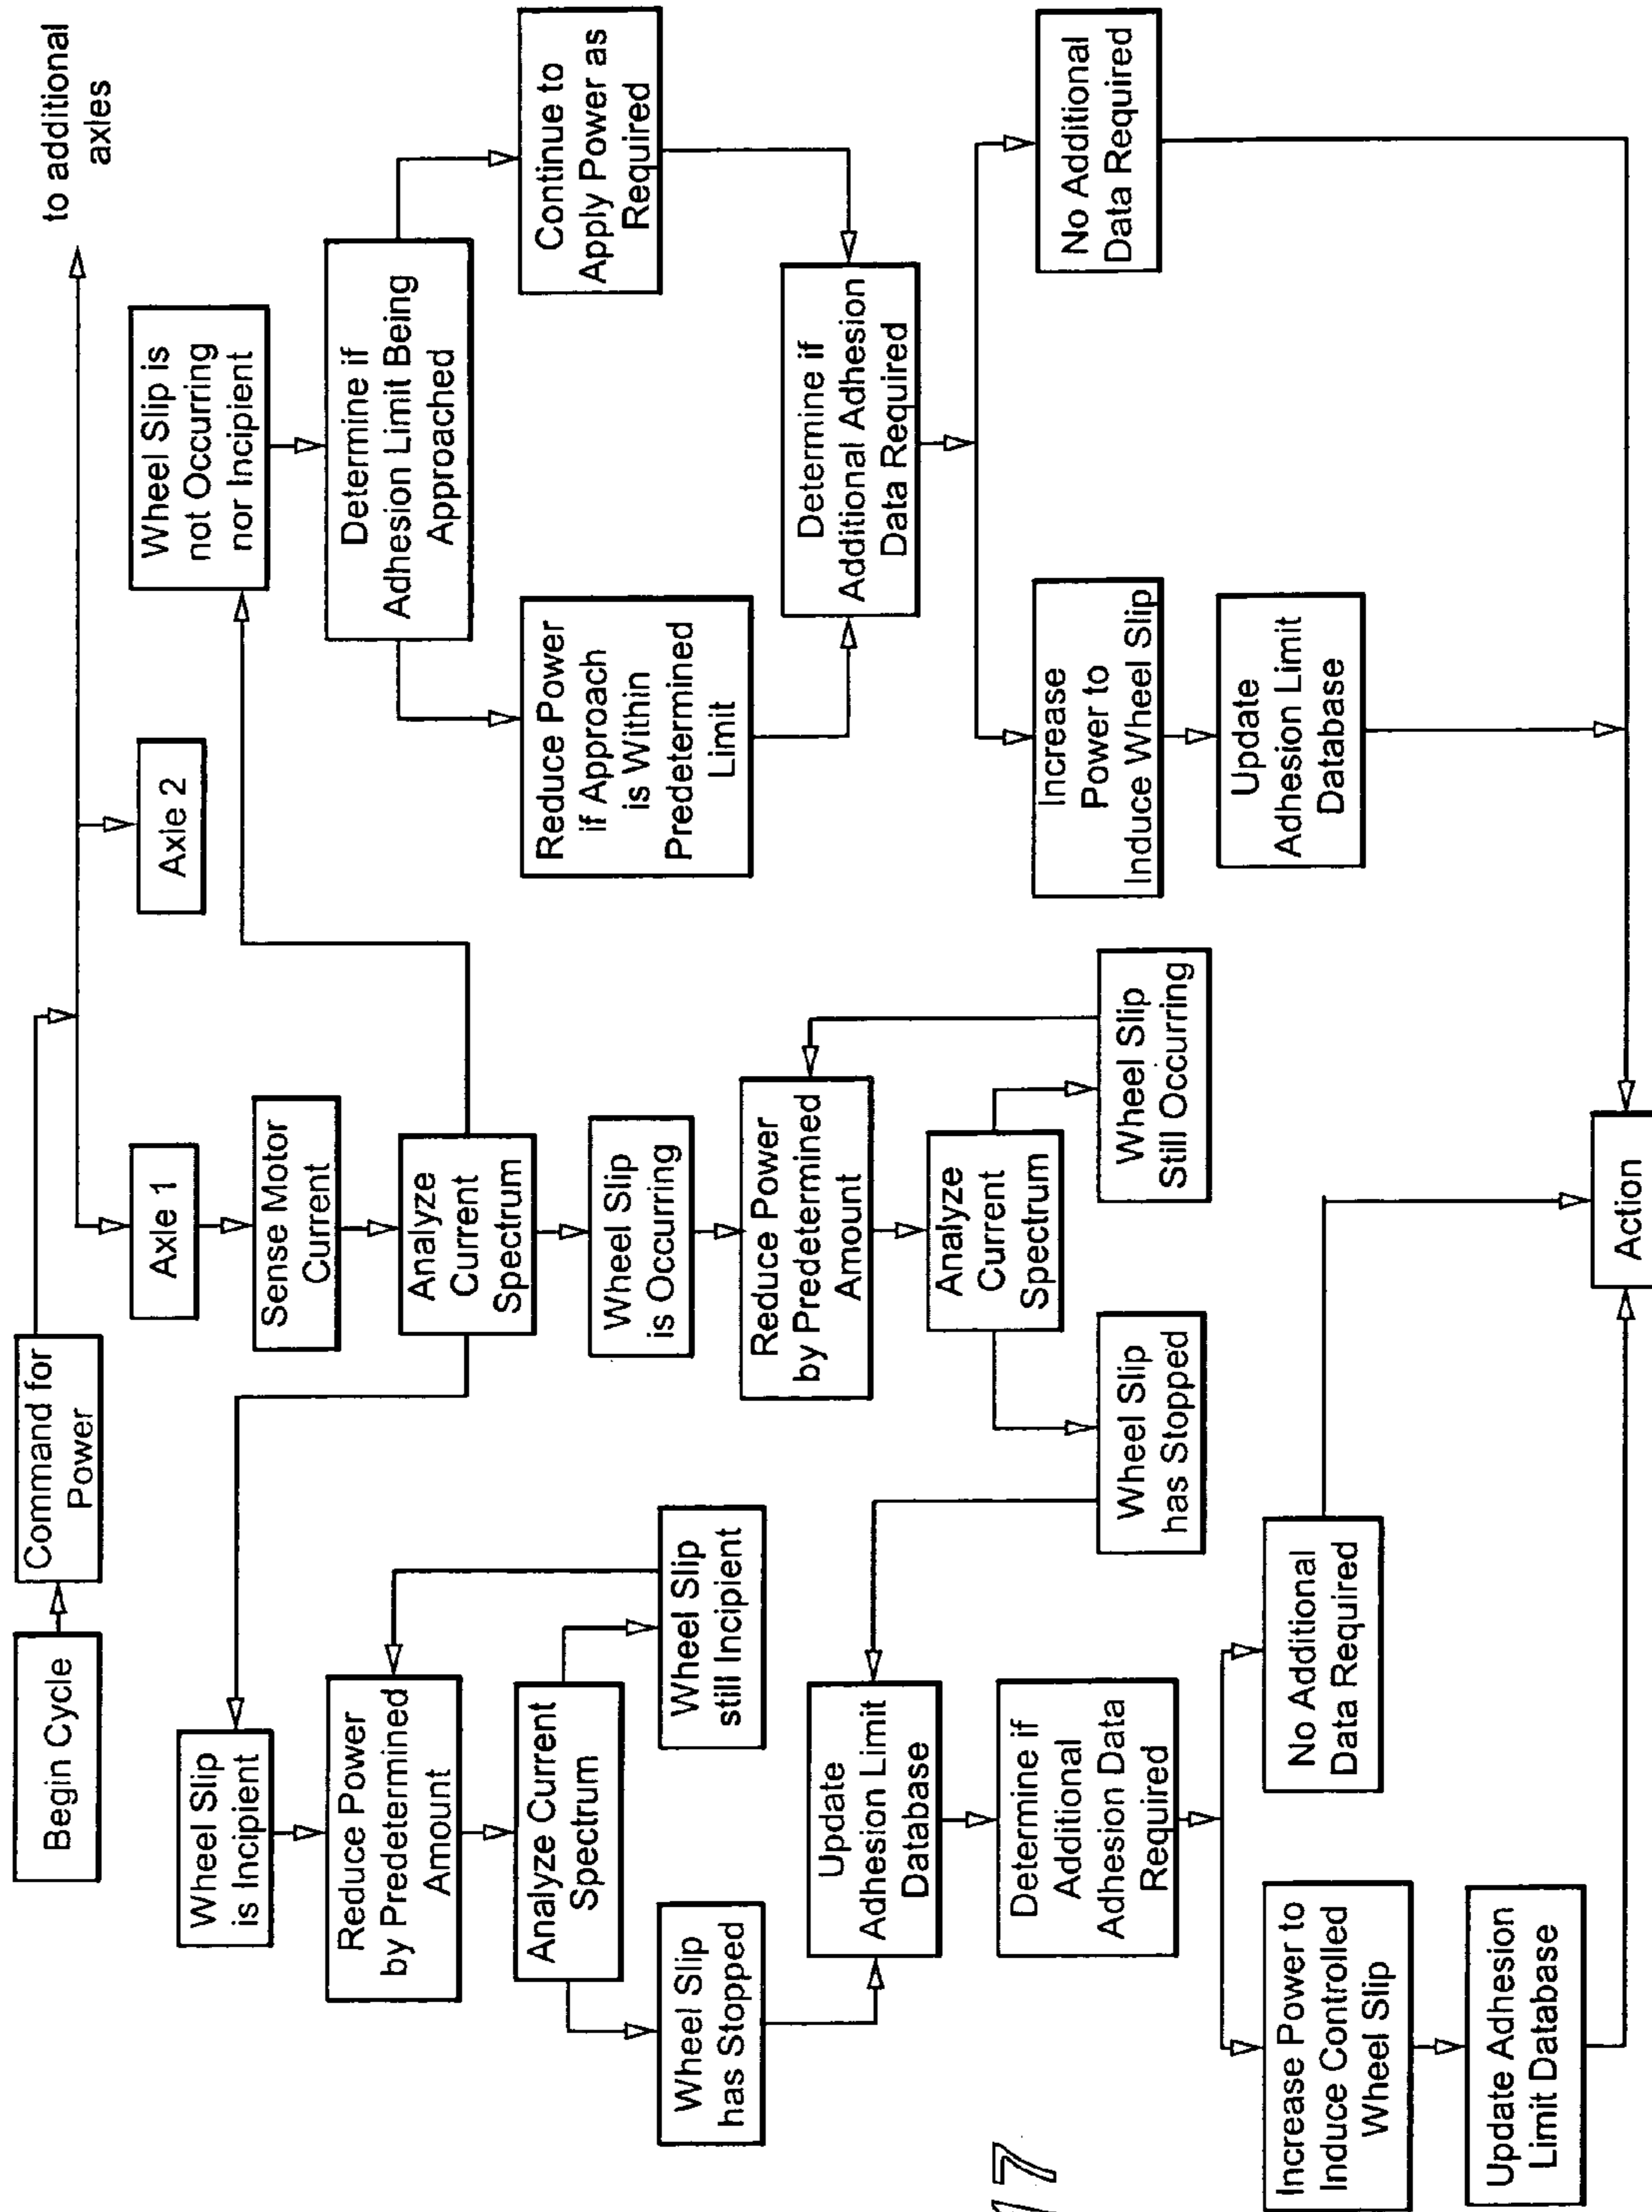 Begin Cycle
Command for
Power
to additional
axles
Axle 1
Axle 2
Sense Motor
Current
Analyze
Current
Spectrum
Wheel Slip
is Incipient
Reduce Power
by Predetermined
Amount
Analyze Current
Spectrum
Wheel Slip
has Stopped
Wheel Slip
still Incipient
Wheel Slip
is Occurring
Reduce Power
by Predetermined
Amount
Analyze
Current
Spectrum
Wheel Slip
has Stopped
Wheel Slip
Still Occurring
Update
Adhesion Limit
Database
Determine if
Additional
Adhesion Data
Required
Increase Power to
Induce Controlled
Wheel Slip
Update Adhesion
Limit Database
No Additional
Data Required
Wheel Slip is
not Occurring
nor Incipient
Determine if
Adhesion Limit Being
Approached
Reduce Power
if Approach
is Within
Predetermined
Limit
Continue to
Apply Power as
Required
Determine if
Additional Adhesion
Data Required
Increase
Power to
Induce Wheel Slip
Update
Adhesion Limit
Database
No Additional
Data Required
Action
17